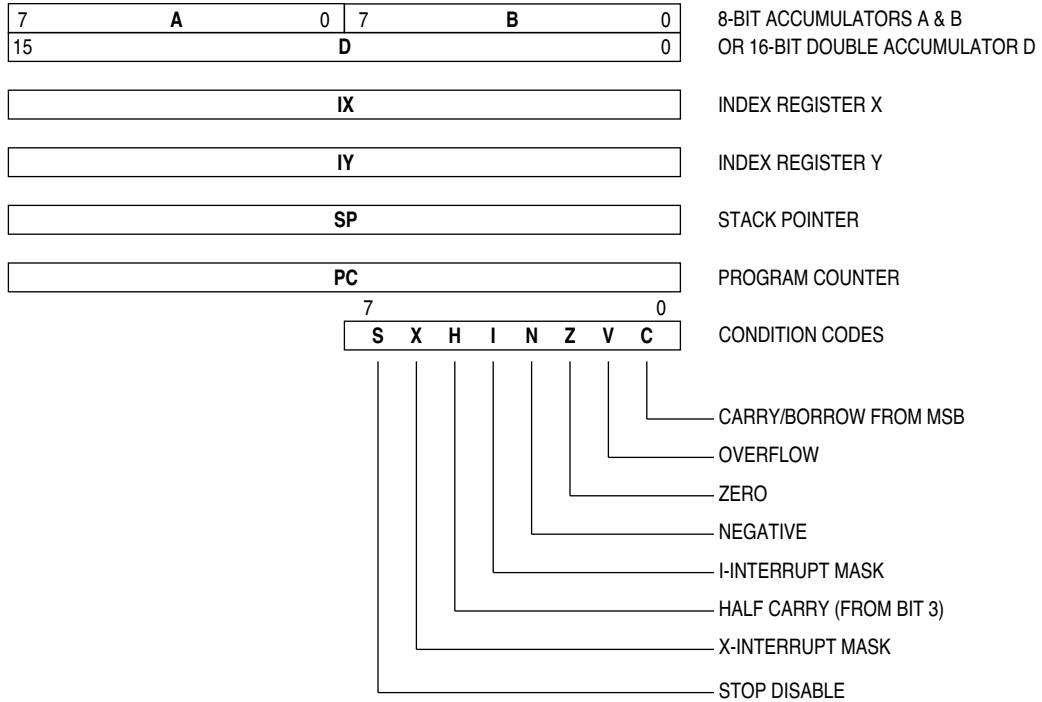 7 A 0 7 B 0 8-BIT ACCUMULATORS A & B
15 D 0 OR 16-BIT DOUBLE ACCUMULATOR D
IX INDEX REGISTER X
IY INDEX REGISTER Y
SP STACK POINTER
PC PROGRAM COUNTER
7 0
S X H I N Z V C CONDITION CODES
CARRY/BORROW FROM MSB
OVERFLOW
ZERO
NEGATIVE
I-INTERRUPT MASK
HALF CARRY (FROM BIT 3)
X-INTERRUPT MASK
STOP DISABLE